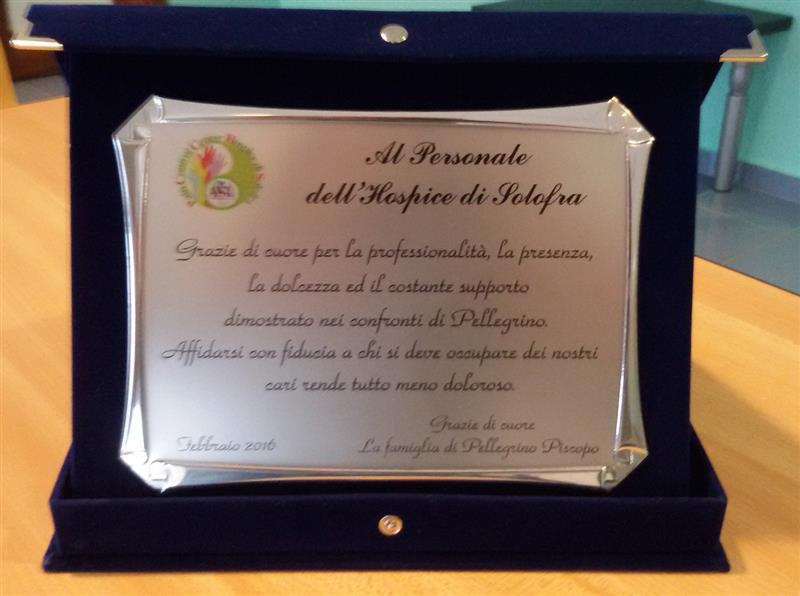 Al Personale
dell'Hospice di Solofra
Grazie di cuore per la professionalità, la presenza,
la dolcezza ed il costante supporto
dimostrato nei confronti di Pellegrino.
Affidarsi con fiducia a chi si deve occupare dei nostri
cari rende tutto meno doloroso.
Grazie di cuore
Febbraio 2016 La famiglia di Pellegrino Piscopo